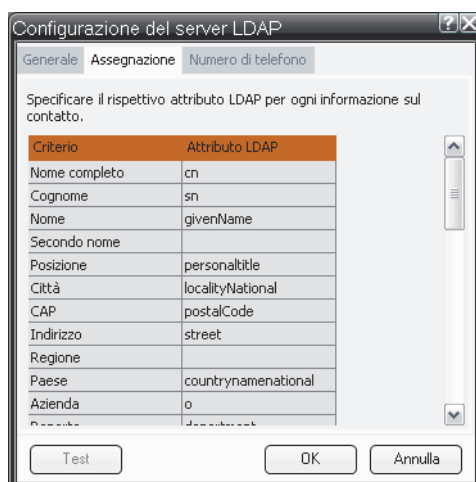 Configurazione del server LDAP
Generale Assegnazione Numero di telefono
Specificare il rispettivo attributo LDAP per ogni informazione sul
contatto.
Criterio Attributo LDAP
Nome completo cn
Cognome sn
Nome givenName
Secondo nome
Posizione personaltitle
Città localityNational
CAP postalCode
Indirizzo street
Regione
Paese countrynamenational
Azienda o
Test OK Annulla